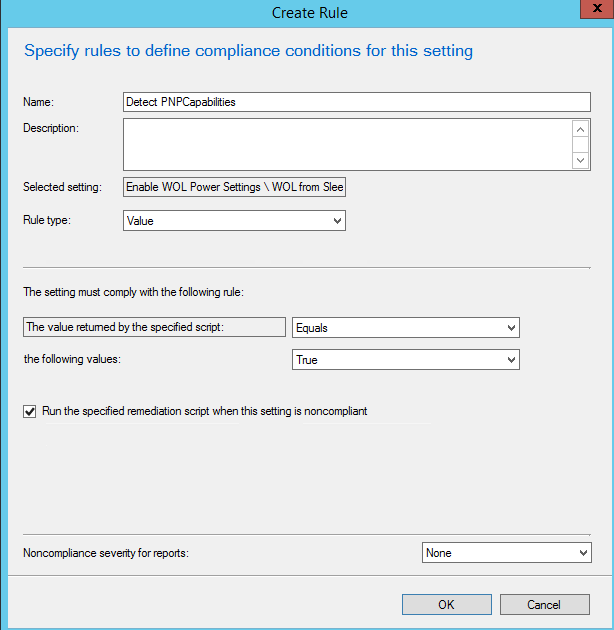 Create Rule
x
Specify rules to define compliance conditions for this setting
Name:
Detect PNPCapabilities
Description:
Selected setting:
Enable WOL Power Settings \ WOL from Slee
Rule type:
Value
The setting must comply with the following rule:
The value returned by the specified script:
Equals
the following values:
True
Run the specified remediation script when this setting is noncompliant
Noncompliance severity for reports:
None
OK
Cancel